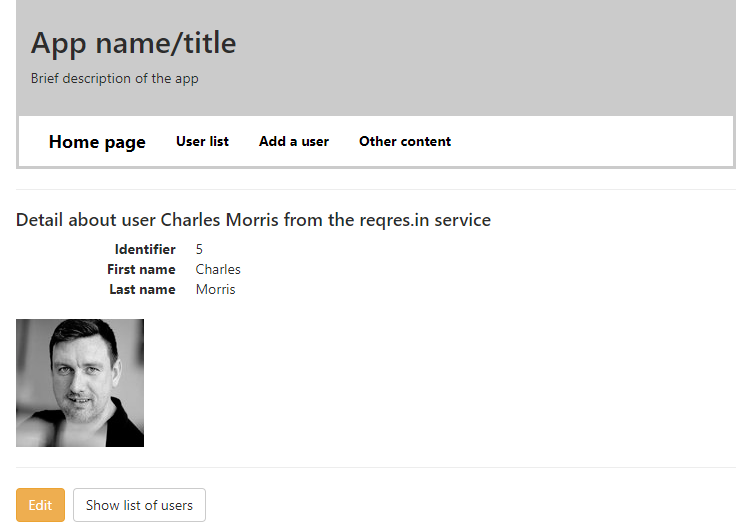 App name/title
Brief description of the app
Home page User list Add a user Other content
Detail about user Charles Morris from the reqres.in service
Identifier 5
First name Charles
Last name Morris
Edit Show list of users